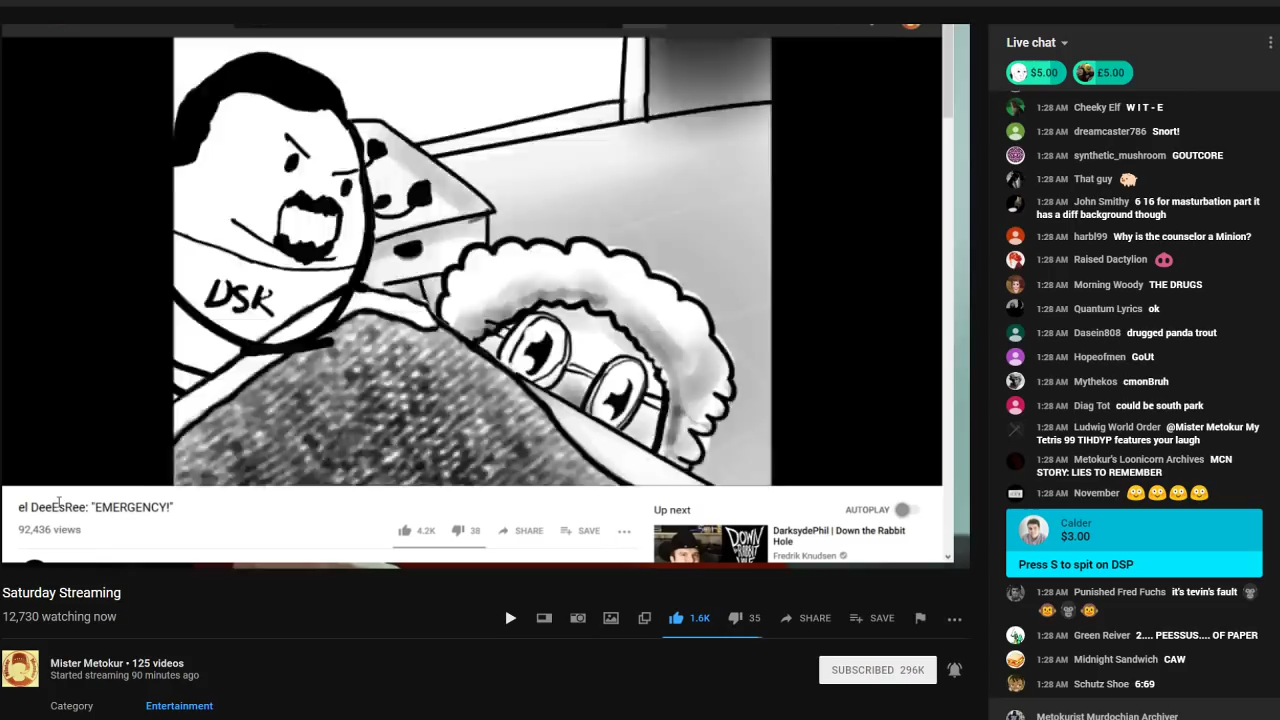 DSR
el DeeEsRee: "EMERGENCY!"
92,436 views
4.2K
38
SHARE
SAVE
Up next
AUTOPLAY
DarksydePhil | Down the Rabbit
Hole
Fredrik Knudsen
DOWN
Saturday Streaming
12,730 watching now
1.6K
35
SHARE
SAVE
Mister Metokur • 125 videos
Started streaming 90 minutes ago
SUBSCRIBED 296K
Category
Entertainment
Live chat
$5.00
£5.00
1:28 AM Cheeky Elf W I T - E
1:28 AM dreamcaster786 Snort!
1:28 AM synthetic_mushroom GOUTCORE
1:28 AM That guy
1:28 AM John Smithy 6 16 for masturbation part it
has a diff background though
1:28 AM harbl99 Why is the counselor a Minion?
1:28 AM Raised Dactylion
1:28 AM Morning Woody THE DRUGS
1:28 AM Quantum Lyrics ok
1:28 AM Dasein808 drugged panda trout
1:28 AM Hopeofmen GoUt
1:28 AM Mythekos cmonBruh
1:28 AM Diag Tot could be south park
1:28 AM Ludwig World Order @Mister Metokur My
Tetris 99 TIHDYP features your laugh
1:28 AM Metokur's Loonicorn Archives MCN
STORY: LIES TO REMEMBER
1:28 AM November
Calder
$3.00
Press S to spit on DSP
1:28 AM Punished Fred Fuchs it's tevin's fault
1:28 AM Green Reiver 2.... PEESSUS.... OF PAPER
1:28 AM Midnight Sandwich CAW
1:28 AM Schutz Shoe 6:69
Metokurist Murdochian Archiver